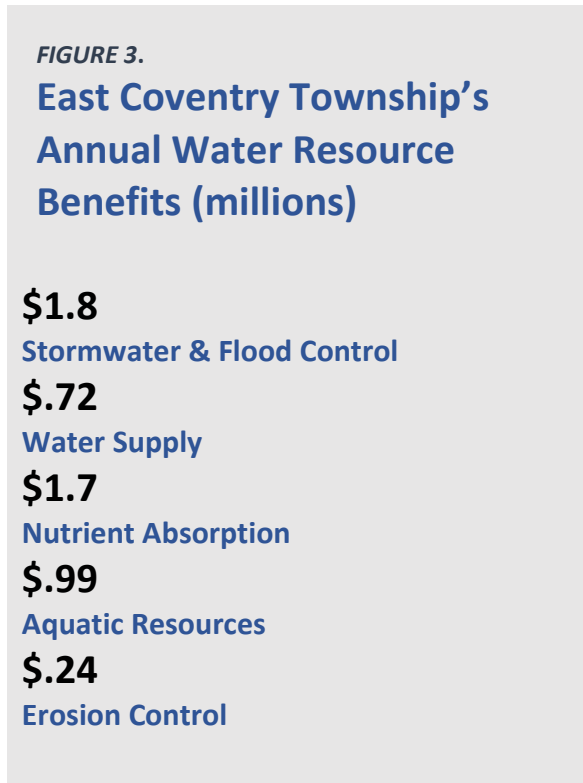 FIGURE 3.
East Coventry Township’s
Annual Water Resource
Benefits (millions)
$1.8
Stormwater & Flood Control
$.72
Water Supply
$1.7
Nutrient Absorption
$.99
Aquatic Resources
$.24
Erosion Control